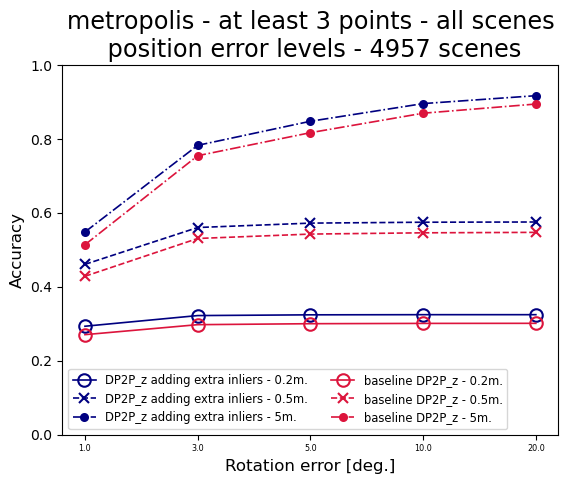 metropolis - at least 3 points - all scenes
position error levels - 4957 scenes
1.0
0.8
0.6
0.4
0.2
0.0
Accuracy
DP2P_z adding extra inliers - 0.2m.
DP2P_z adding extra inliers - 0.5m.
DP2P_z adding extra inliers - 5m.
baseline DP2P_z - 0.2m.
baseline DP2P_z - 0.5m.
baseline DP2P_z - 5m.
1.0 3.0 5.0 10.0 20.0
Rotation error [deg.]